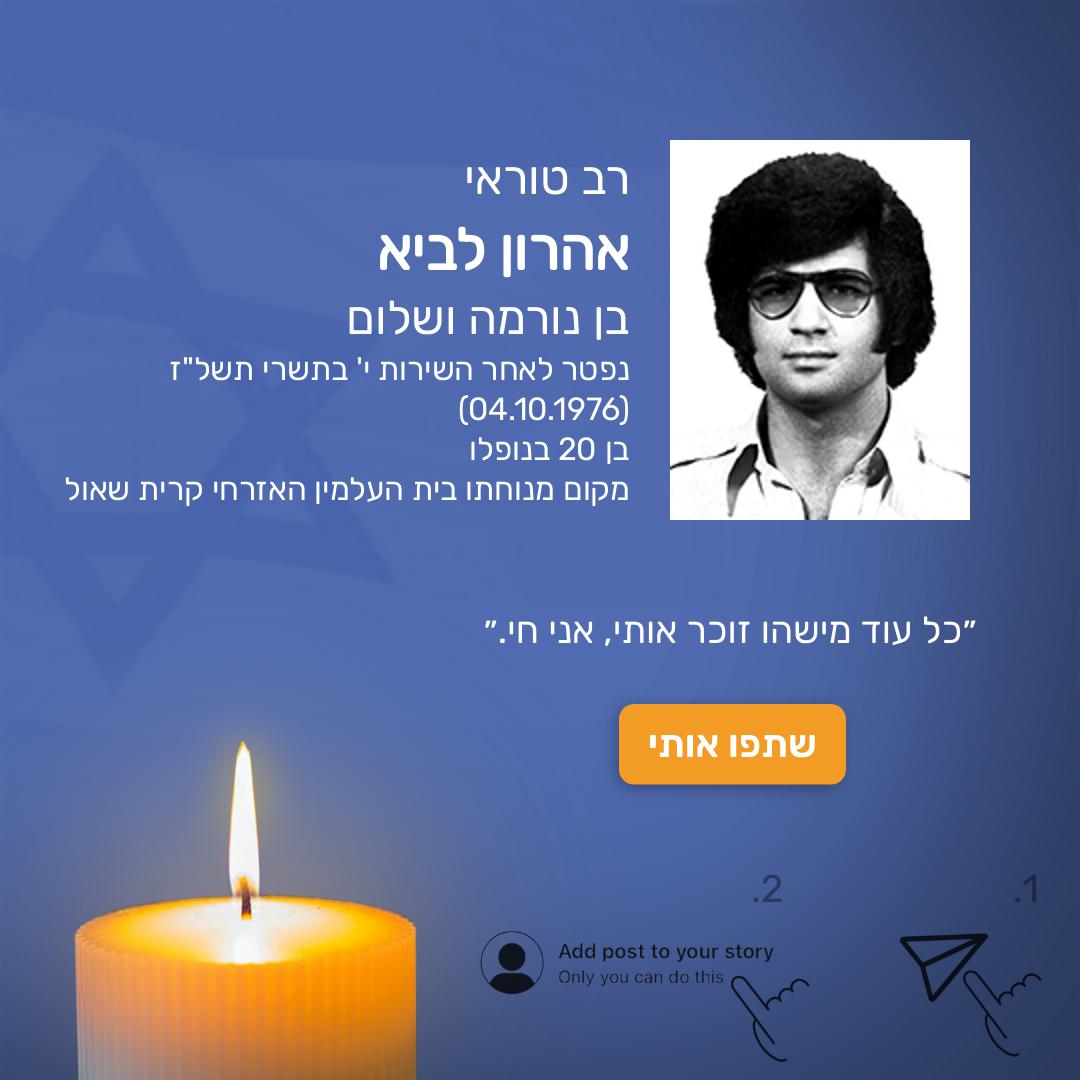 רב טוראי
אהרון לביא
בן נורמה ושלום
נפטר לאחר השירות י' בתשרי תשל"ז
(04.10.1976)
בן 20 בנופלו
מקום מנוחתו בית העלמין האזרחי קרית שאול
״כל עוד מישהו זוכר אותי, אני חי.״
שתפו אותי
.1
.2
Add post to your story
Only you can do this